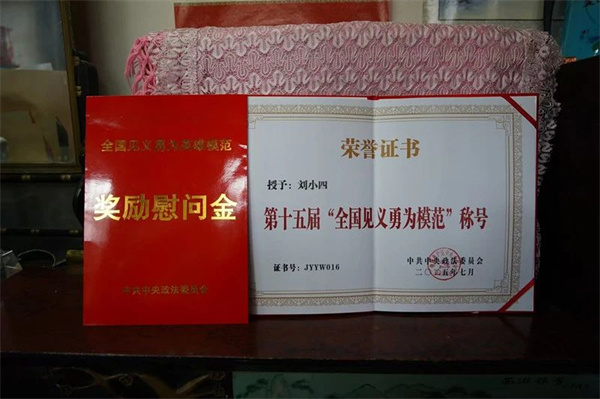 全国见义勇为英雄模范
奖励慰问金
中共中央政法委员会
荣誉证书
授予：刘小四
第十五届“全国见义勇为模范”称号
证书号：JYYW016
中共中央政法委员会
二〇二五年七月